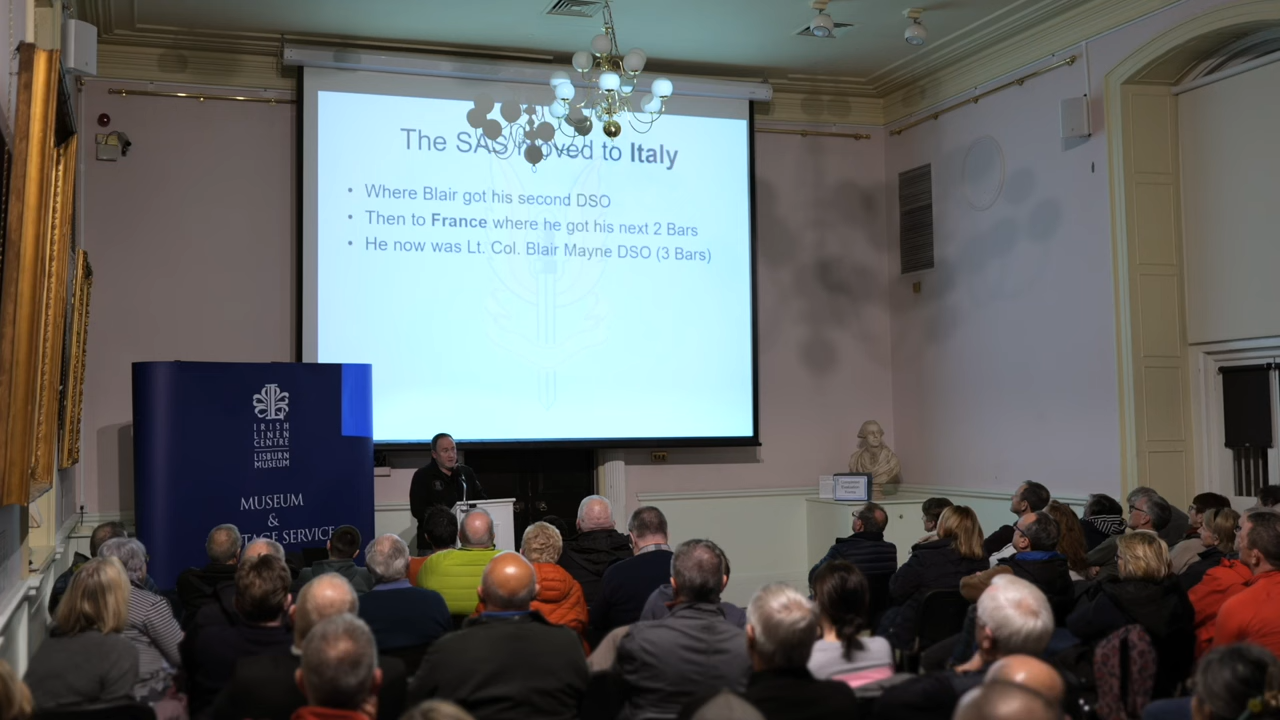 The SAS moved to Italy
• Where Blair got his second DSO
• Then to France where he got his next 2 Bars
• He now was Lt. Col. Blair Mayne DSO (3 Bars)
IRISH
LINEN
CENTRE
LISBURN
MUSEUM
MUSEUM
&
TAGE SERVICE